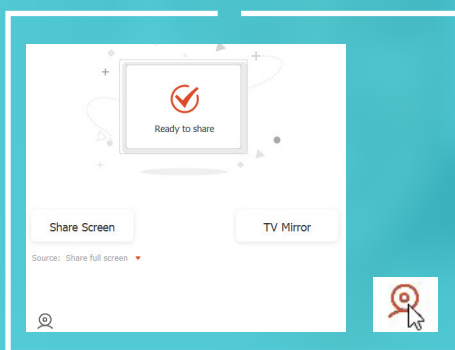 Ready to share
Share Screen
TV Mirror
Source: Share full screen